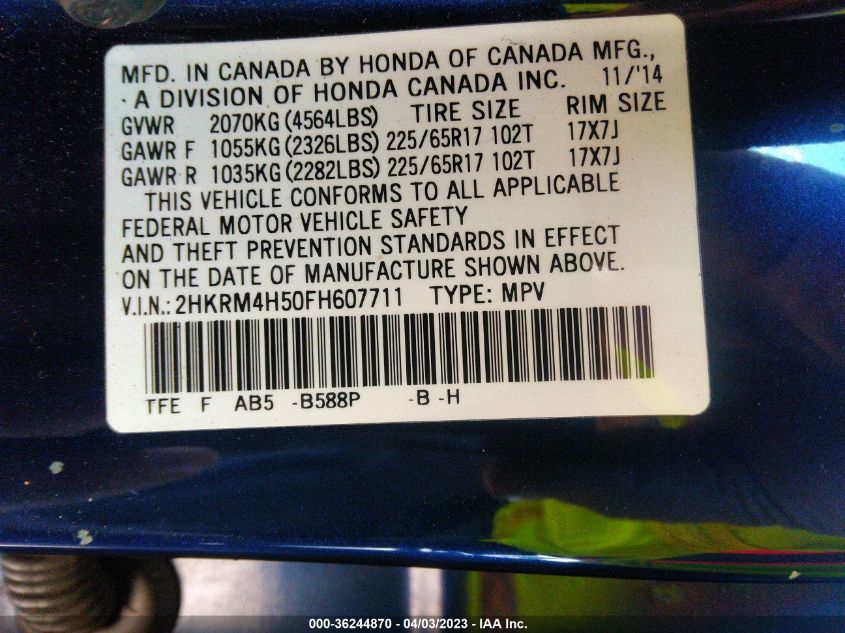 MFD. IN CANADA BY HONDA OF CANADA MFG.,
· A DIVISION OF HONDA CANADA INC. 11/'14
GVWR 2070KG (4564LBS) TIRE SIZE RIM SIZE
GAWR F 1055KG (2326LBS) 225/65R17 102T 17X7J
GAWR R 1035KG (2282LBS) 225/65R17 102T 17X7J
THIS VEHICLE CONFORMS TO ALL APPLICABLE
FEDERAL MOTOR VEHICLE SAFETY
AND THEFT PREVENTION STANDARDS IN EFFECT
ON THE DATE OF MANUFACTURE SHOWN ABOVE.
V.I.N.: 2HKRM4H50FH607711 TYPE: MPV
TFE F AB5 -B588P -B -H
000-36244870 - 04/03/2023 - IAA Inc.